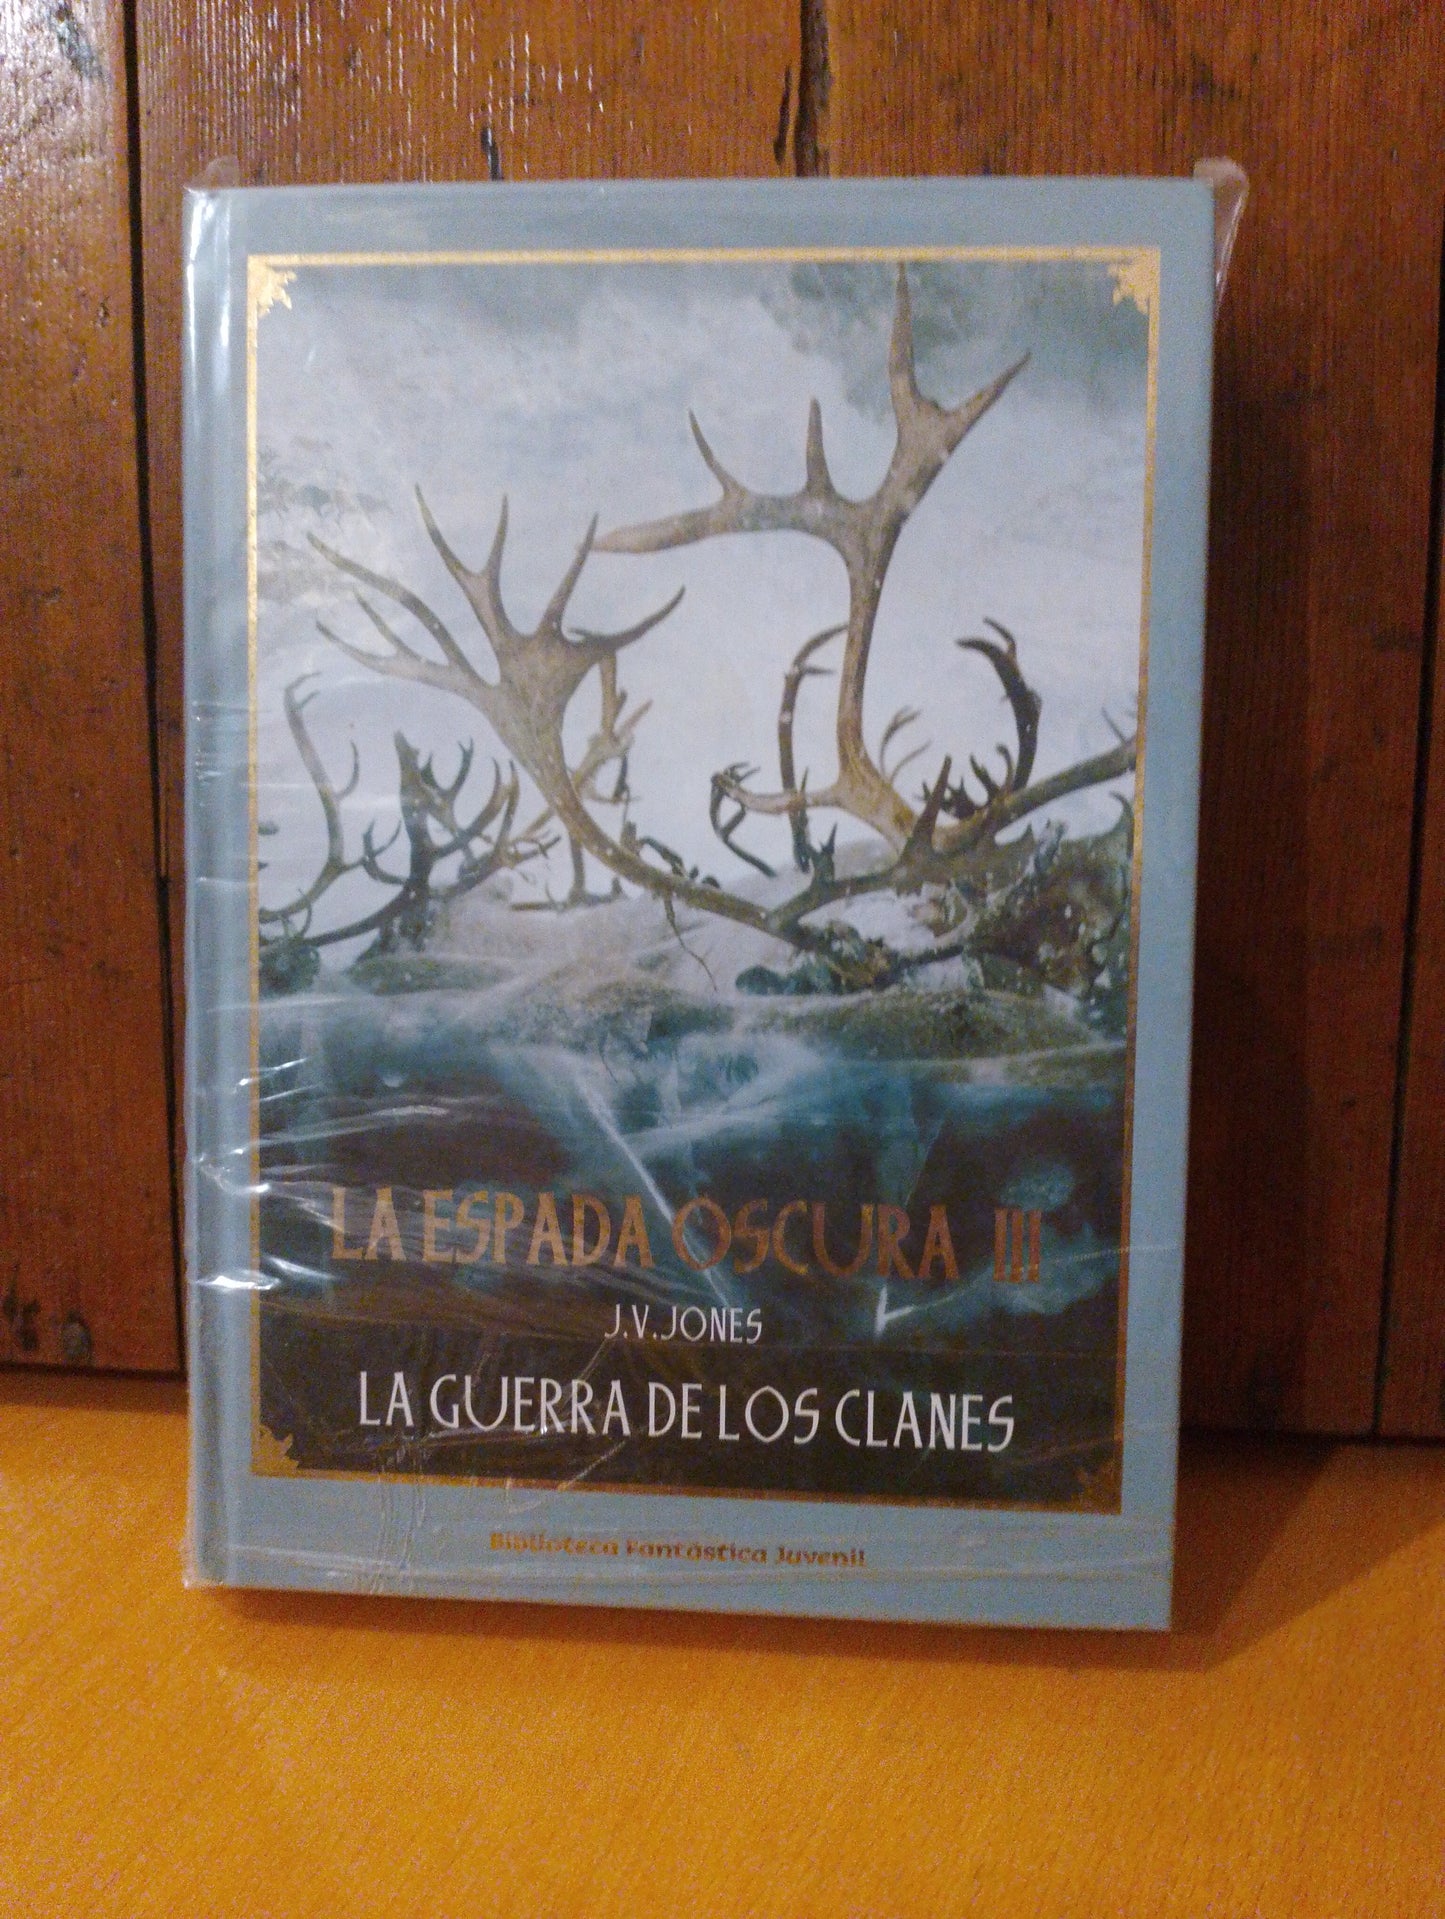 LA ESPADA OSCURA III
J.V. JONES
LA GUERRA DE LOS CLANES
Biblioteca Fantástica Juvenil